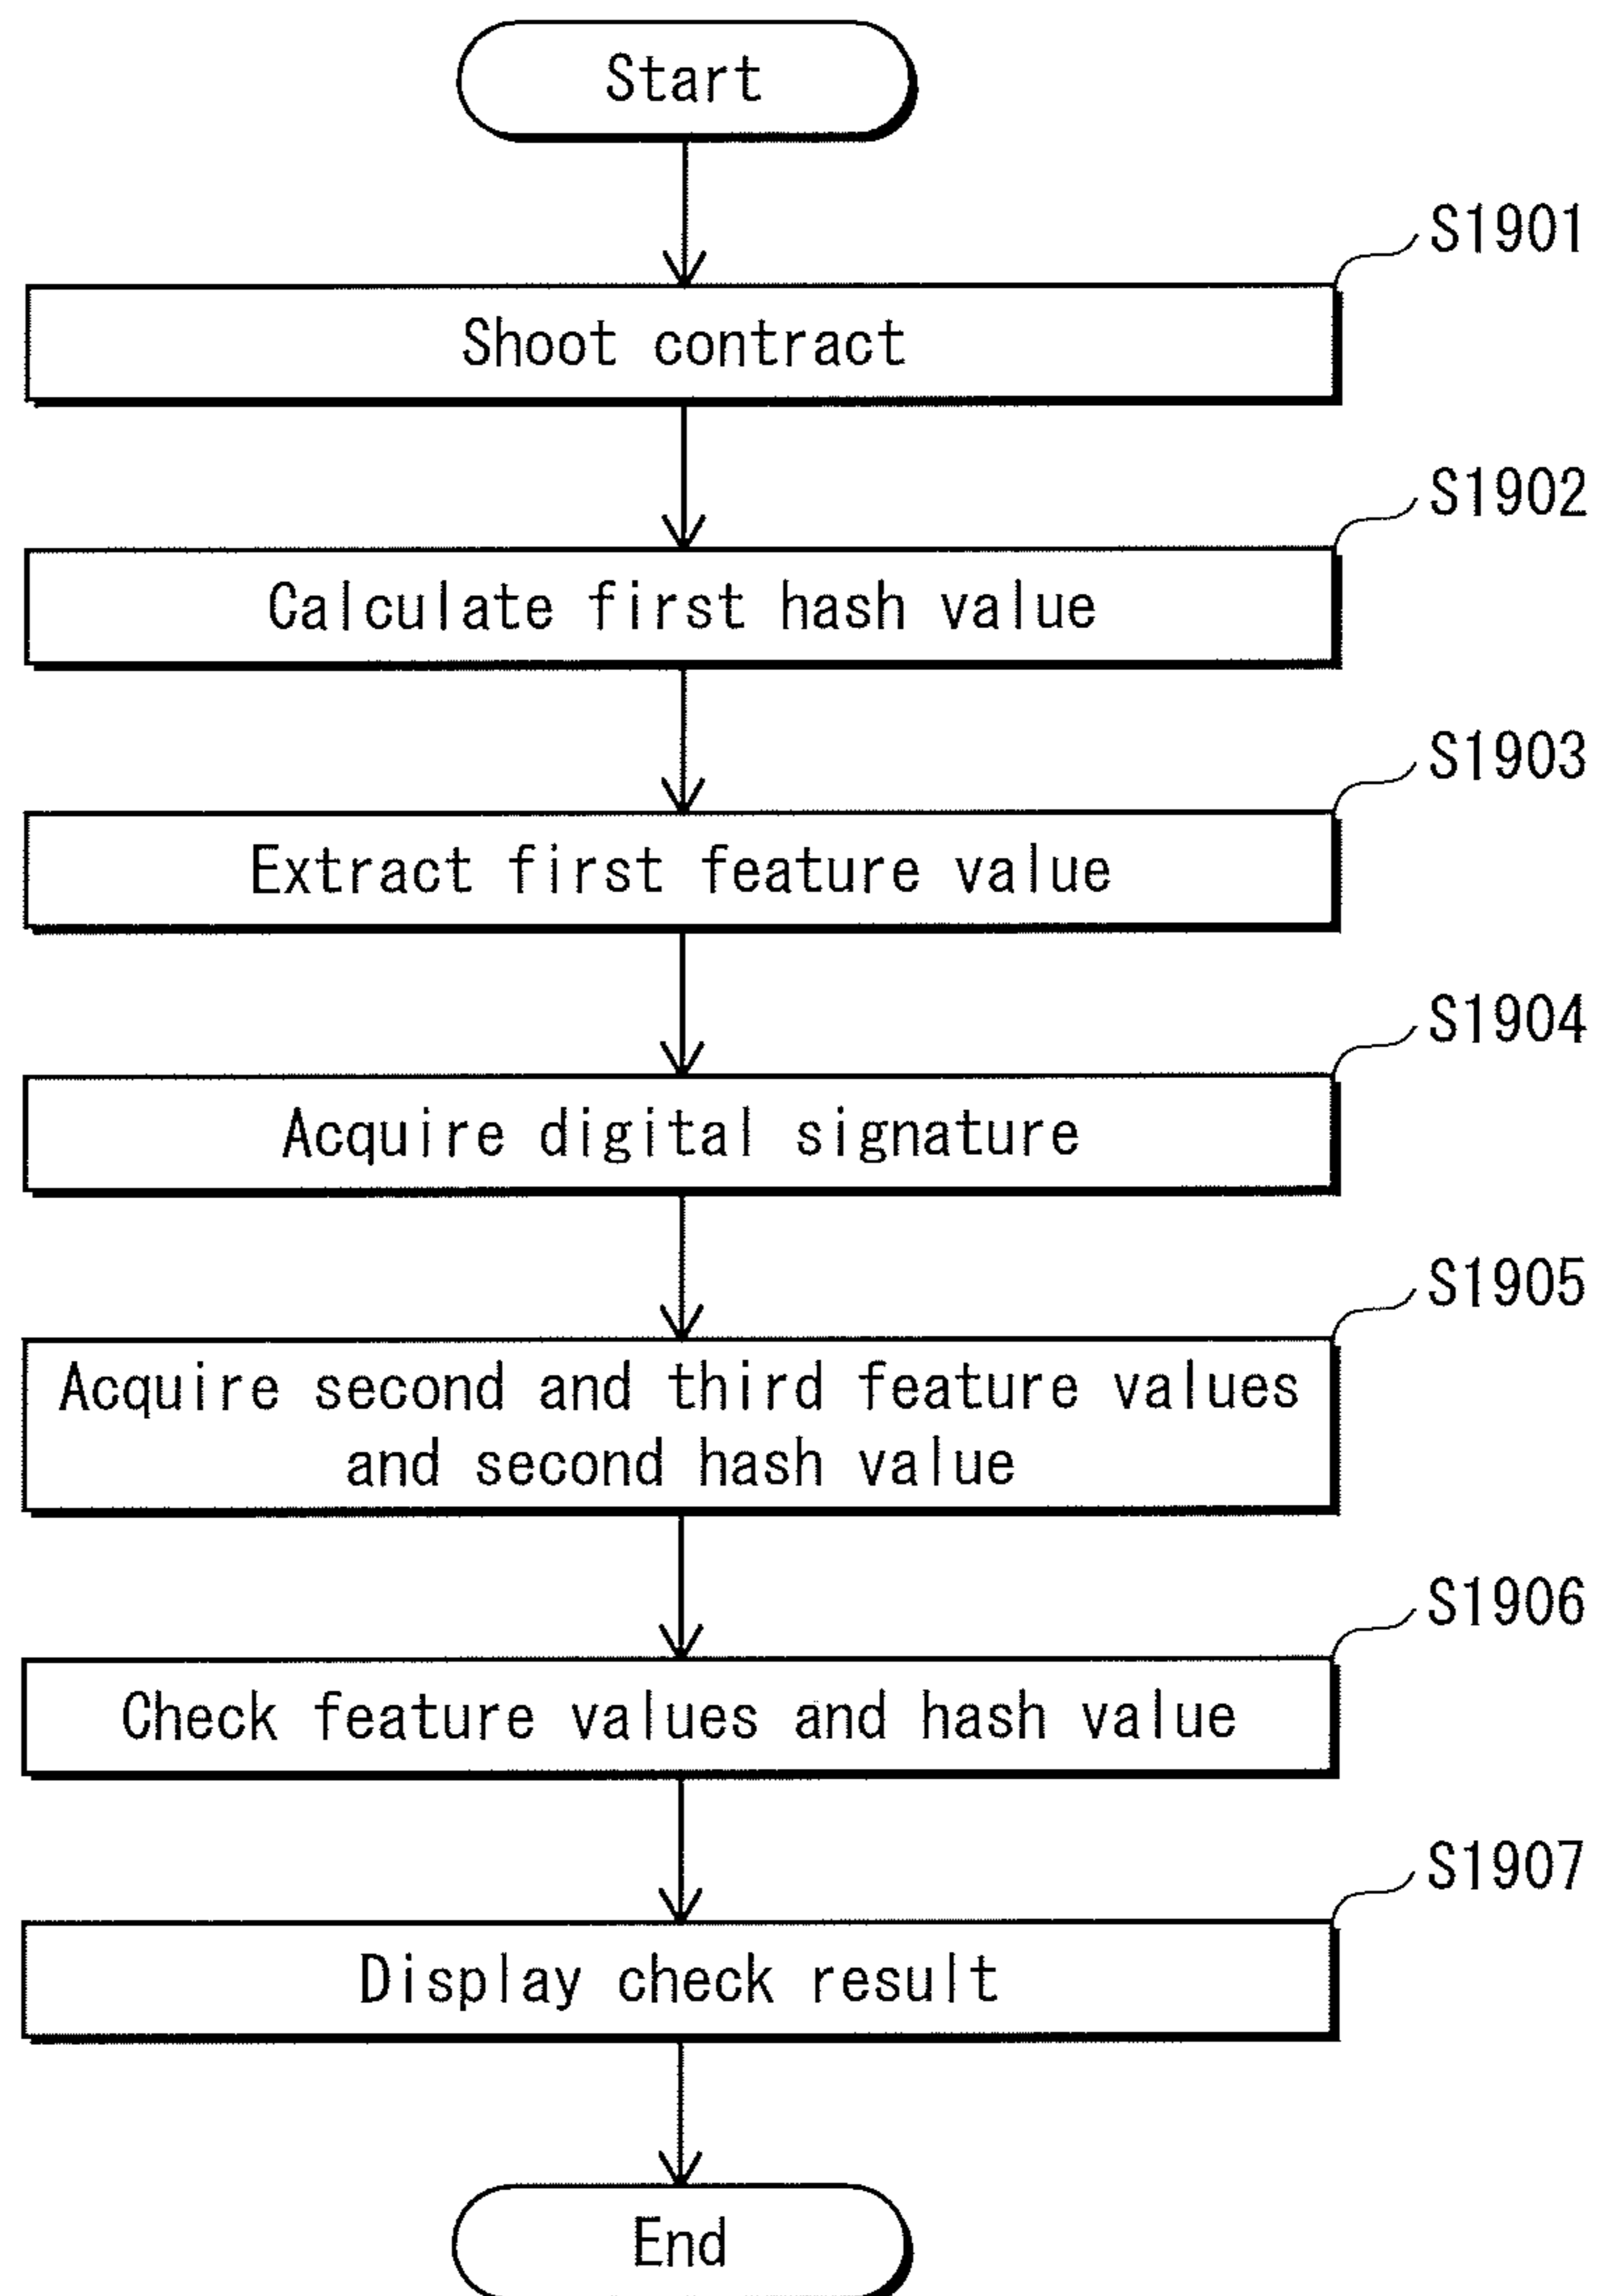 Start
S1901
Shoot contract
S1902
Calculate first hash value
S1903
Extract first feature value
S1904
Acquire digital signature
S1905
Acquire second and third feature values
and second hash value
S1906
Check feature values and hash value
S1907
Display check result
End